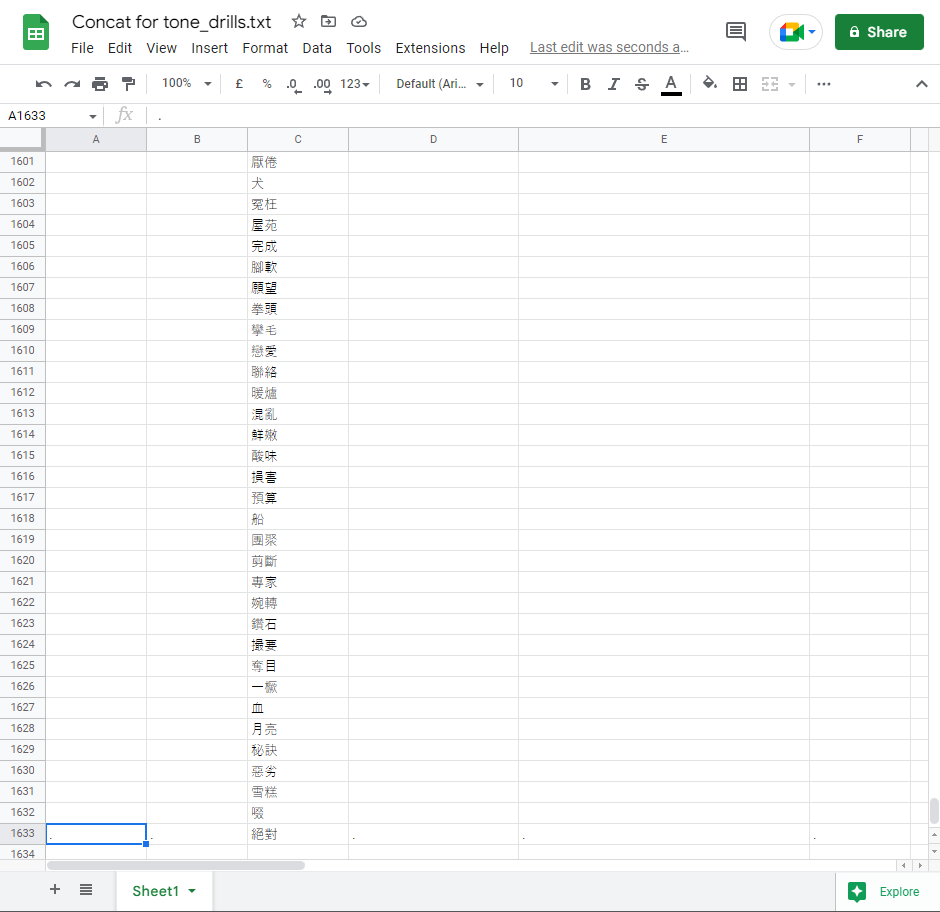 Concat for tone_drills.txt
File Edit View Insert Format Data Tools Extensions Help Last edit was seconds a...
Share
100% £ % .0 .00 123 Default (Ari... 10 B I S A
A1633 fx .
A B C D E F
1601 厭倦
1602 犬
1603 冤枉
1604 屋苑
1605 完成
1606 腳軟
1607 願望
1608 拳頭
1609 攣毛
1610 戀愛
1611 聯絡
1612 暖爐
1613 混亂
1614 鮮嫩
1615 酸味
1616 損害
1617 預算
1618 船
1619 團聚
1620 剪斷
1621 專家
1622 婉轉
1623 鑽石
1624 撮要
1625 奪目
1626 一橛
1627 血
1628 月亮
1629 秘訣
1630 惡劣
1631 雪糕
1632 啜
1633 . . 絕對 . . .
1634
Sheet1
Explore